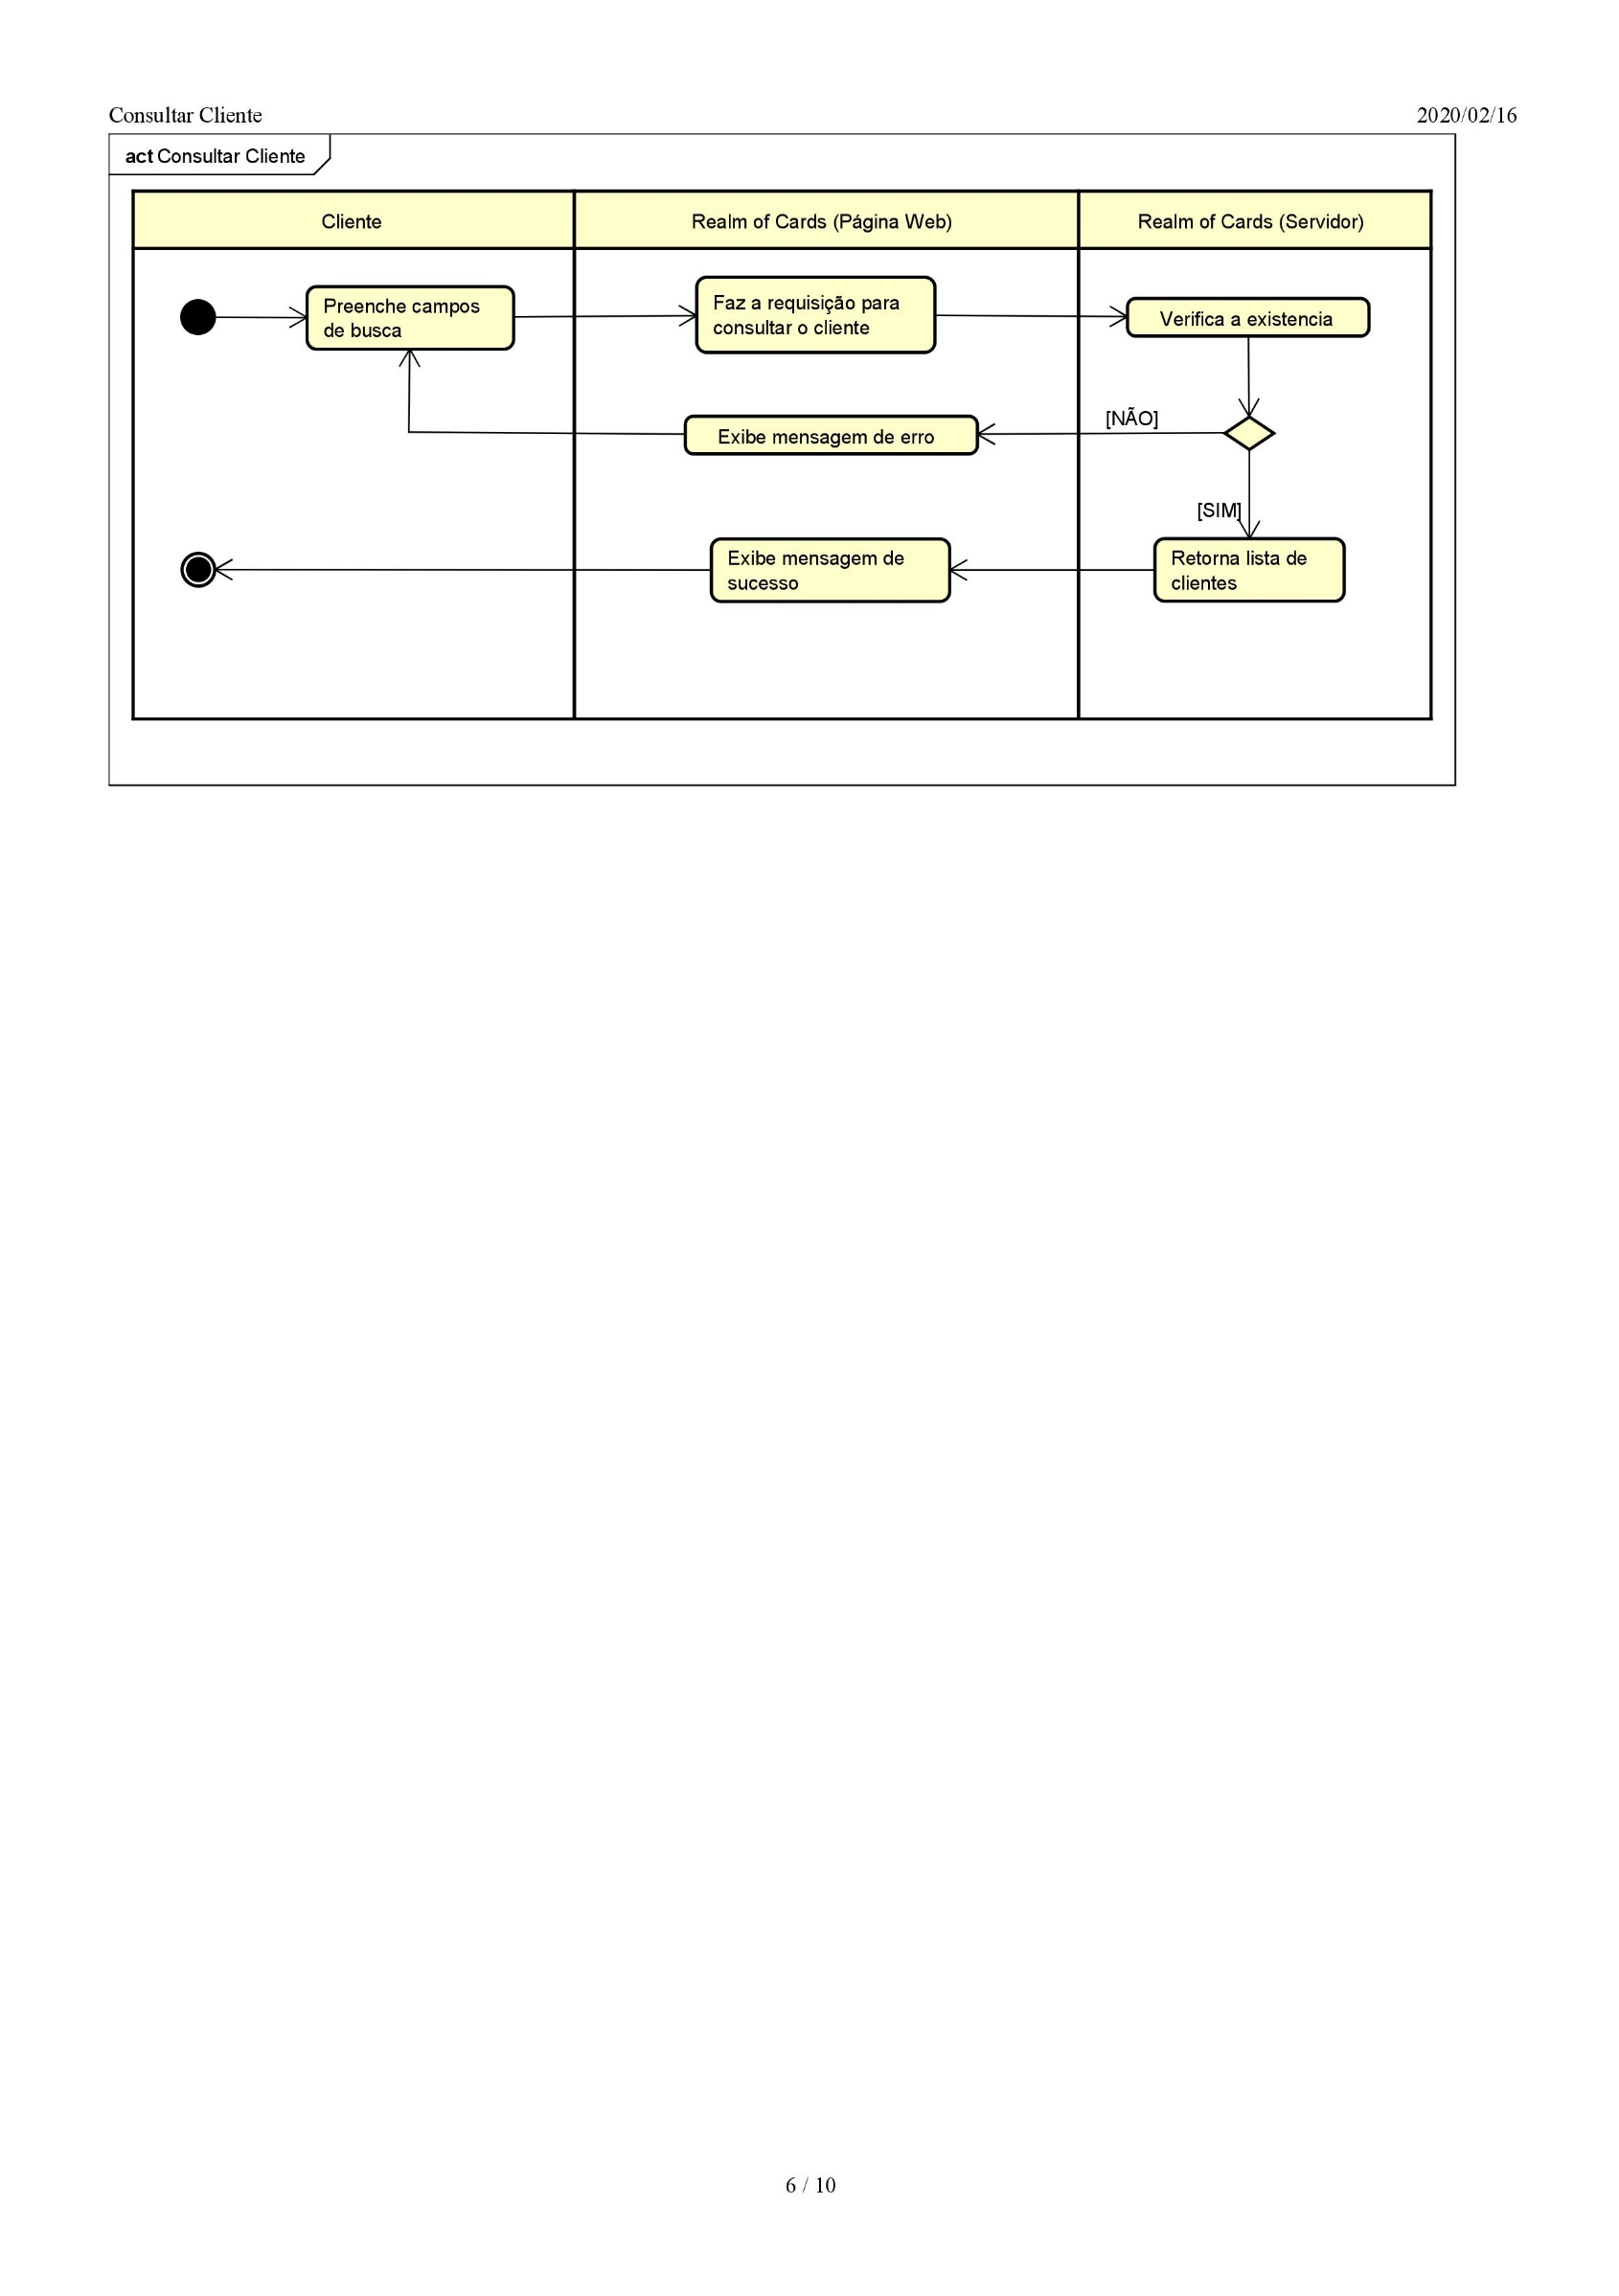 Consultar Cliente
2020/02/16
act Consultar Cliente
Cliente
Realm of Cards (Página Web)
Realm of Cards (Servidor)
Preenche campos
de busca
Faz a requisição para
consultar o cliente
Verifica a existencia
[NÃO]
Exibe mensagem de erro
[SIM]
Exibe mensagem de
sucesso
Retorna lista de
clientes
6 / 10